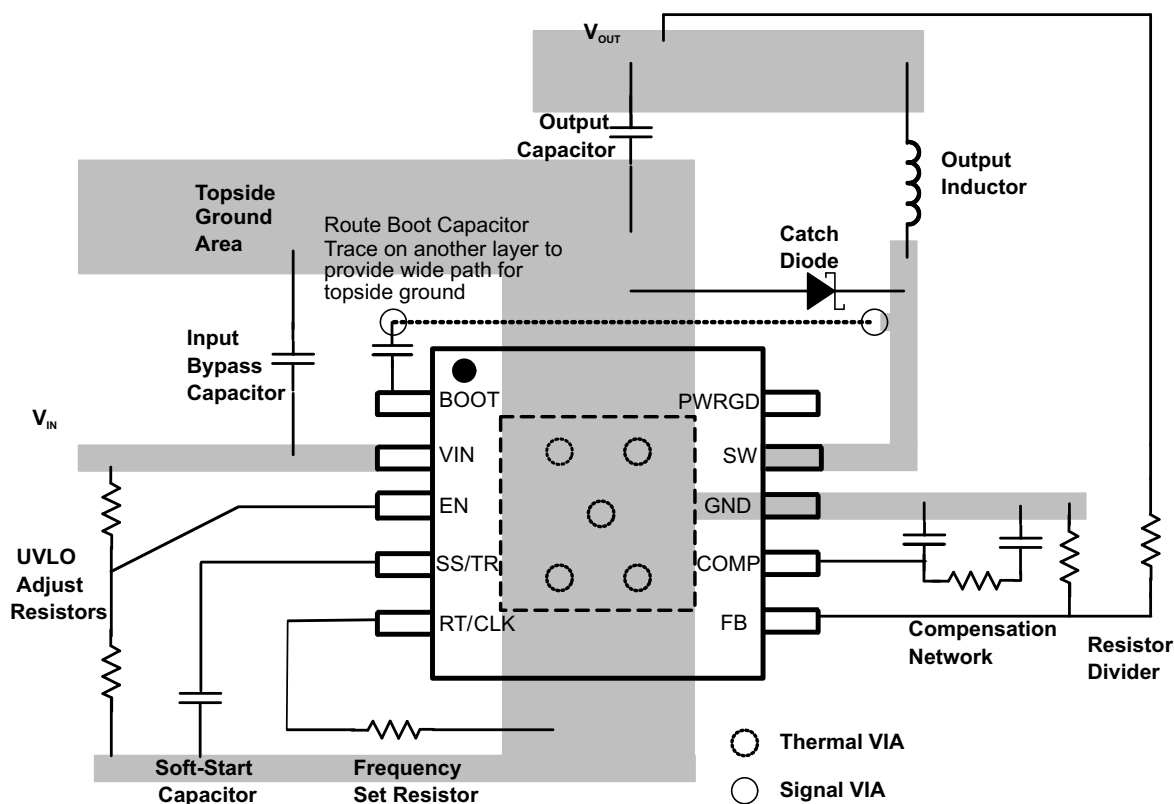 VOUT
Output
Capacitor
Output
Inductor
Topside
Ground
Area
Route Boot Capacitor
Trace on another layer to
provide wide path for
topside ground
Catch
Diode
Input
Bypass
Capacitor
VIN
BOOT
VIN
EN
SS/TR
RT/CLK
PWRGD
SW
GND
COMP
FB
UVLO
Adjust
Resistors
Compensation
Network
Resistor
Divider
Soft-Start
Capacitor
Frequency
Set Resistor
Thermal VIA
Signal VIA